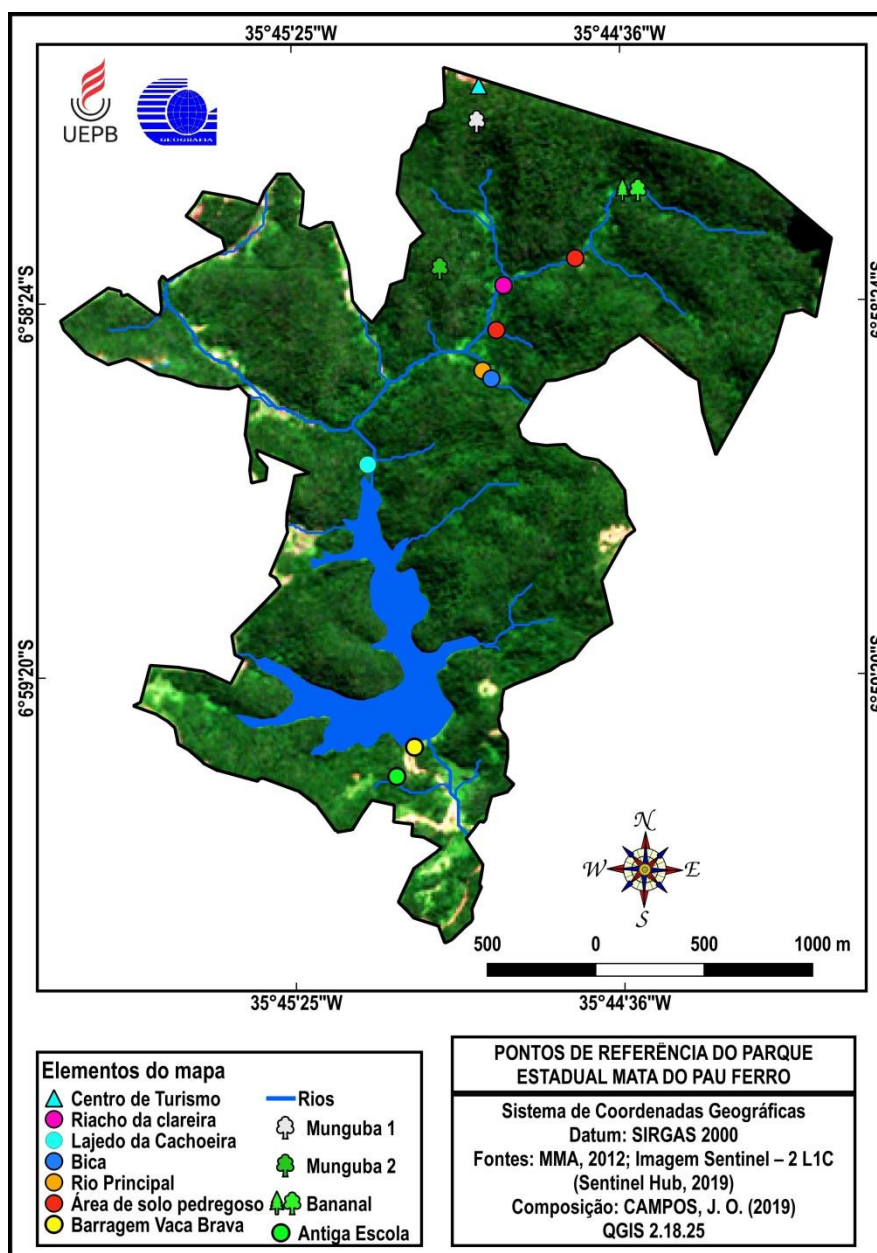 35°45'25"W
35°44'36"W
UEPB
GEOGRAFIA
6°58'24"S
6°58'24"S
6°59'20"S
6°59'20"S
N
W
E
S
500 0 500 1000 m
35°45'25"W
35°44'36"W
Elementos do mapa
Centro de Turismo
Riacho da clareira
Lajedo da Cachoeira
Bica
Rio Principal
Área de solo pedregoso
Barragem Vaca Brava
Rios
Munguba 1
Munguba 2
Bananal
Antiga Escola
PONTOS DE REFERÊNCIA DO PARQUE
ESTADUAL MATA DO PAU FERRO
Sistema de Coordenadas Geográficas
Datum: SIRGAS 2000
Fontes: MMA, 2012; Imagem Sentinel – 2 L1C
(Sentinel Hub, 2019)
Composição: CAMPOS, J. O. (2019)
QGIS 2.18.25